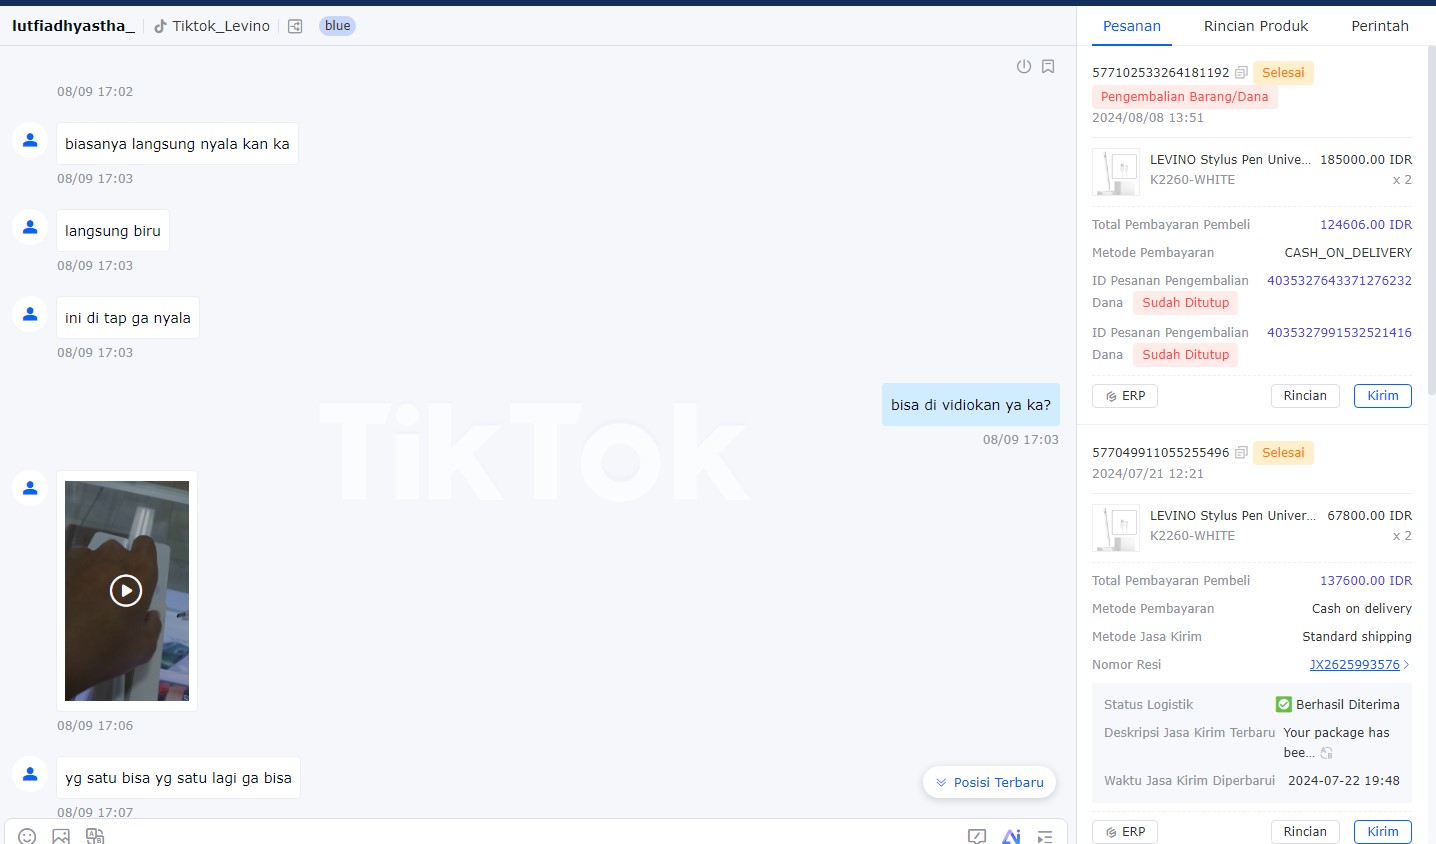 lutfiadhyastha_
Tiktok_Levino
blue
08/09 17:02
biasanya langsung nyala kan ka
08/09 17:03
langsung biru
08/09 17:03
ini di tap ga nyala
08/09 17:03
bisa di vidiokan ya ka?
08/09 17:03
TikTok
08/09 17:06
yg satu bisa yg satu lagi ga bisa
08/09 17:07
Posisi Terbaru
Pesanan
Rincian Produk
Perintah
577102533264181192 Selesai
Pengembalian Barang/Dana
2024/08/08 13:51
LEVINO Stylus Pen Unive... 185000.00 IDR
K2260-WHITE x 2
Total Pembayaran Pembeli 124606.00 IDR
Metode Pembayaran CASH_ON_DELIVERY
ID Pesanan Pengembalian 4035327643371276232
Dana Sudah Ditutup
ID Pesanan Pengembalian 4035327991532521416
Dana Sudah Ditutup
ERP Rincian Kirim
577049911055255496 Selesai
2024/07/21 12:21
LEVINO Stylus Pen Univer... 67800.00 IDR
K2260-WHITE x 2
Total Pembayaran Pembeli 137600.00 IDR
Metode Pembayaran Cash on delivery
Metode Jasa Kirim Standard shipping
Nomor Resi JX2625993576
Status Logistik Berhasil Diterima
Deskripsi Jasa Kirim Terbaru Your package has
bee...
Waktu Jasa Kirim Diperbarui 2024-07-22 19:48
ERP Rincian Kirim